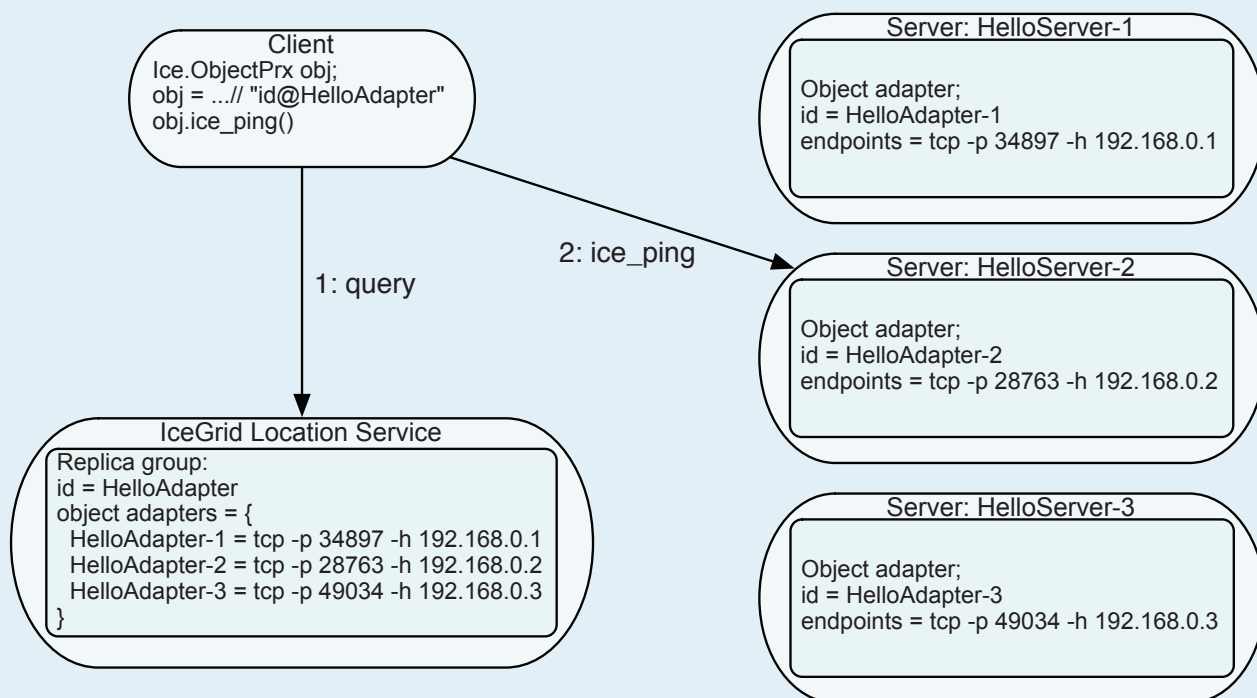 Client
Ice.ObjectPrx obj;
obj = ...// "id@HelloAdapter"
obj.ice_ping()
1: query
2: ice_ping
IceGrid Location Service
Replica group:
id = HelloAdapter
object adapters = {
HelloAdapter-1 = tcp -p 34897 -h 192.168.0.1
HelloAdapter-2 = tcp -p 28763 -h 192.168.0.2
HelloAdapter-3 = tcp -p 49034 -h 192.168.0.3
}
Server: HelloServer-1
Object adapter;
id = HelloAdapter-1
endpoints = tcp -p 34897 -h 192.168.0.1
Server: HelloServer-2
Object adapter;
id = HelloAdapter-2
endpoints = tcp -p 28763 -h 192.168.0.2
Server: HelloServer-3
Object adapter;
id = HelloAdapter-3
endpoints = tcp -p 49034 -h 192.168.0.3